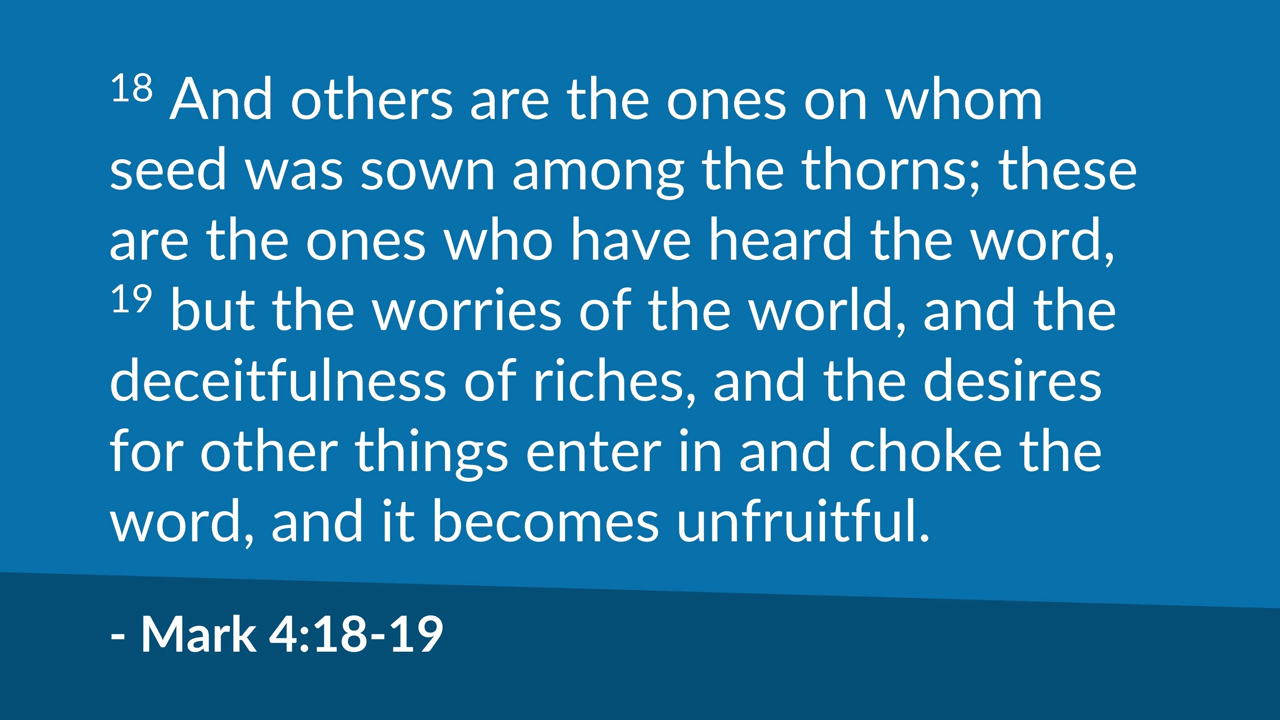 18 And others are the ones on whom
seed was sown among the thorns; these
are the ones who have heard the word,
19 but the worries of the world, and the
deceitfulness of riches, and the desires
for other things enter in and choke the
word, and it becomes unfruitful.
- Mark 4:18-19